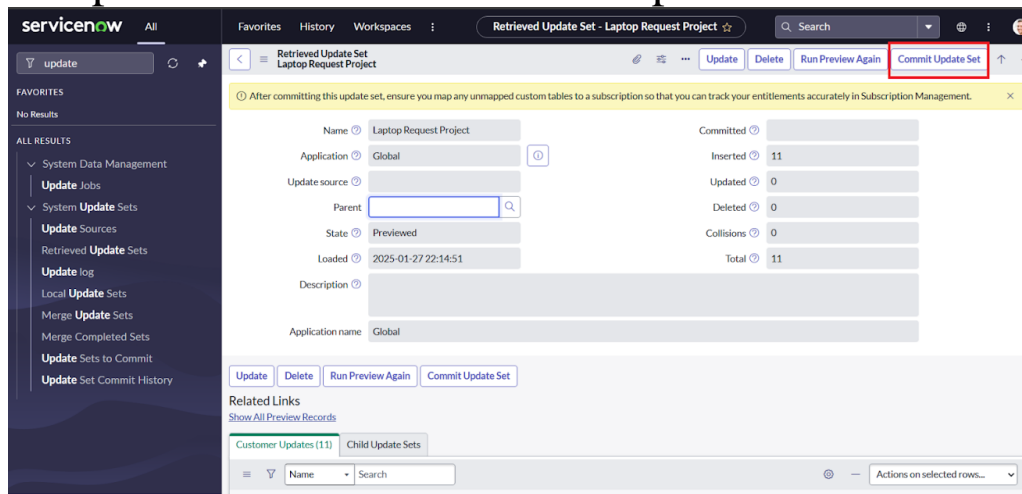 servicenow All Favorites History Workspaces Retrieved Update Set - Laptop Request Project Search
update
Retrieved Update Set
Laptop Request Project
Update Delete Run Preview Again Commit Update Set
FAVORITES
No Results
ALL RESULTS
System Data Management
Update Jobs
System Update Sets
Update Sources
Retrieved Update Sets
Update log
Local Update Sets
Merge Update Sets
Merge Completed Sets
Update Sets to Commit
Update Set Commit History
After committing this update set, ensure you map any unmapped custom tables to a subscription so that you can track your entitlements accurately in Subscription Management.
Name Laptop Request Project Committed
Application Global Inserted 11
Update source Updated 0
Parent Deleted 0
State Previewed Collisions 0
Loaded 2025-01-27 22:14:51 Total 11
Description
Application name Global
Update Delete Run Preview Again Commit Update Set
Related Links
Show All Preview Records
Customer Updates (11) Child Update Sets
Name Search Actions on selected rows...